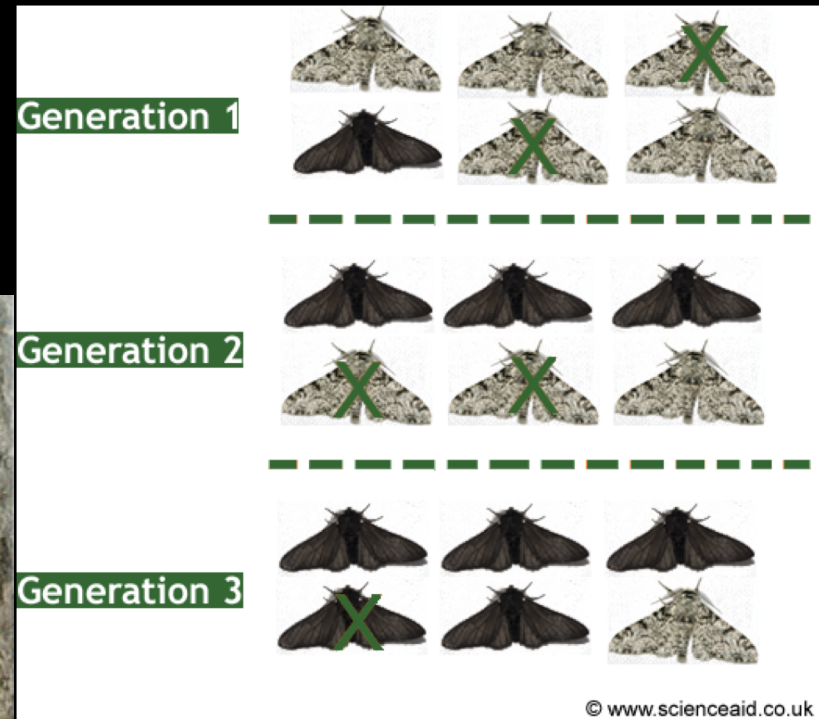 Generation 1
X
X
Generation 2
X
X
Generation 3
X
© www.scienceaid.co.uk